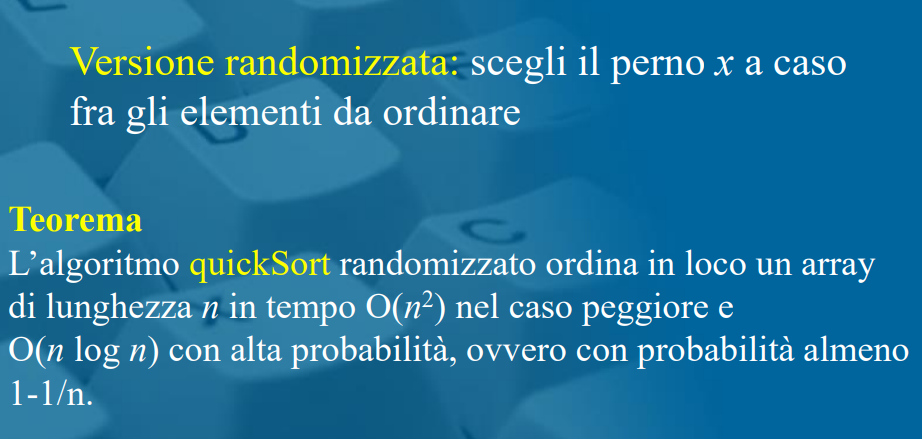 Versione randomizzata: scegli il perno x a caso
fra gli elementi da ordinare
Teorema
L’algoritmo quickSort randomizzato ordina in loco un array
di lunghezza n in tempo O(n²) nel caso peggiore e
O(n log n) con alta probabilità, ovvero con probabilità almeno
1-1/n.